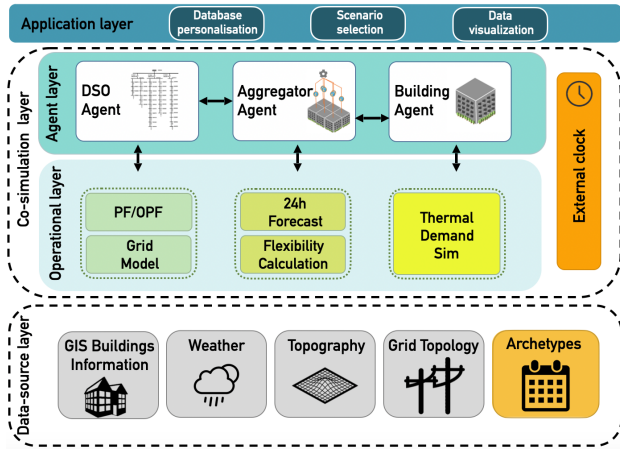 Application layer
Database
personalisation
Scenario
selection
Data
visualization
Co-simulation layer
Agent layer
DSO
Agent
Aggregator
Agent
Building
Agent
External clock
Operational layer
PF/OPF
Grid
Model
24h
Forecast
Flexibility
Calculation
Thermal
Demand
Sim
Data-source layer
GIS Buildings
Information
Weather
Topography
Grid Topology
Archetypes